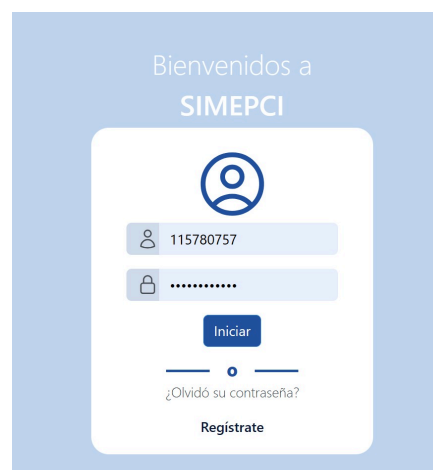 Bienvenidos a
SIMEPCI
115780757
••••••••••••
Iniciar
o
¿Olvidó su contraseña?
Regístrate